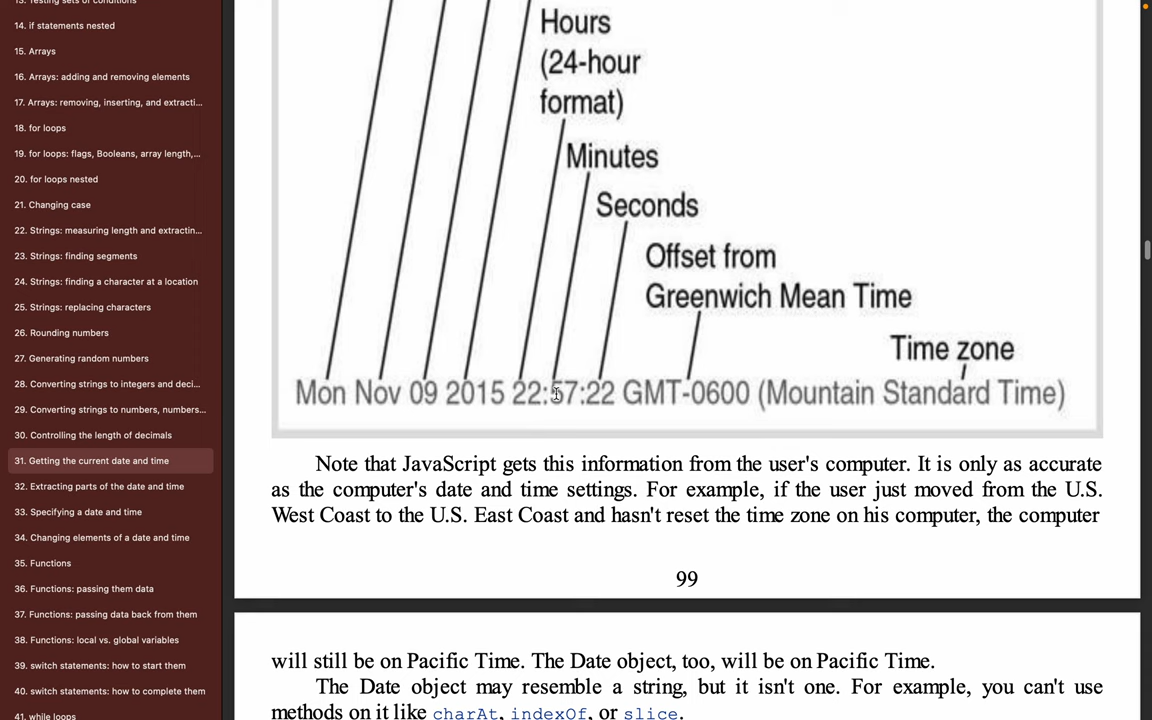 13. Testing sets of conditions
14. if statements nested
15. Arrays
16. Arrays: adding and removing elements
17. Arrays: removing, inserting, and extracti...
18. for loops
19. for loops: flags, Booleans, array length,...
20. for loops nested
21. Changing case
22. Strings: measuring length and extractin...
23. Strings: finding segments
24. Strings: finding a character at a location
25. Strings: replacing characters
26. Rounding numbers
27. Generating random numbers
28. Converting strings to integers and deci...
29. Converting strings to numbers, numbers...
30. Controlling the length of decimals
31. Getting the current date and time
32. Extracting parts of the date and time
33. Specifying a date and time
34. Changing elements of a date and time
35. Functions
36. Functions: passing them data
37. Functions: passing data back from them
38. Functions: local vs. global variables
39. switch statements: how to start them
40. switch statements: how to complete them
41. while loops
Hours
(24-hour
format)
Minutes
Seconds
Offset from
Greenwich Mean Time
Time zone
Mon Nov 09 2015 22:57:22 GMT-0600 (Mountain Standard Time)
Note that JavaScript gets this information from the user's computer. It is only as accurate
as the computer's date and time settings. For example, if the user just moved from the U.S.
West Coast to the U.S. East Coast and hasn't reset the time zone on his computer, the computer
99
will still be on Pacific Time. The Date object, too, will be on Pacific Time.
The Date object may resemble a string, but it isn't one. For example, you can't use
methods on it like charAt, indexOf, or slice.